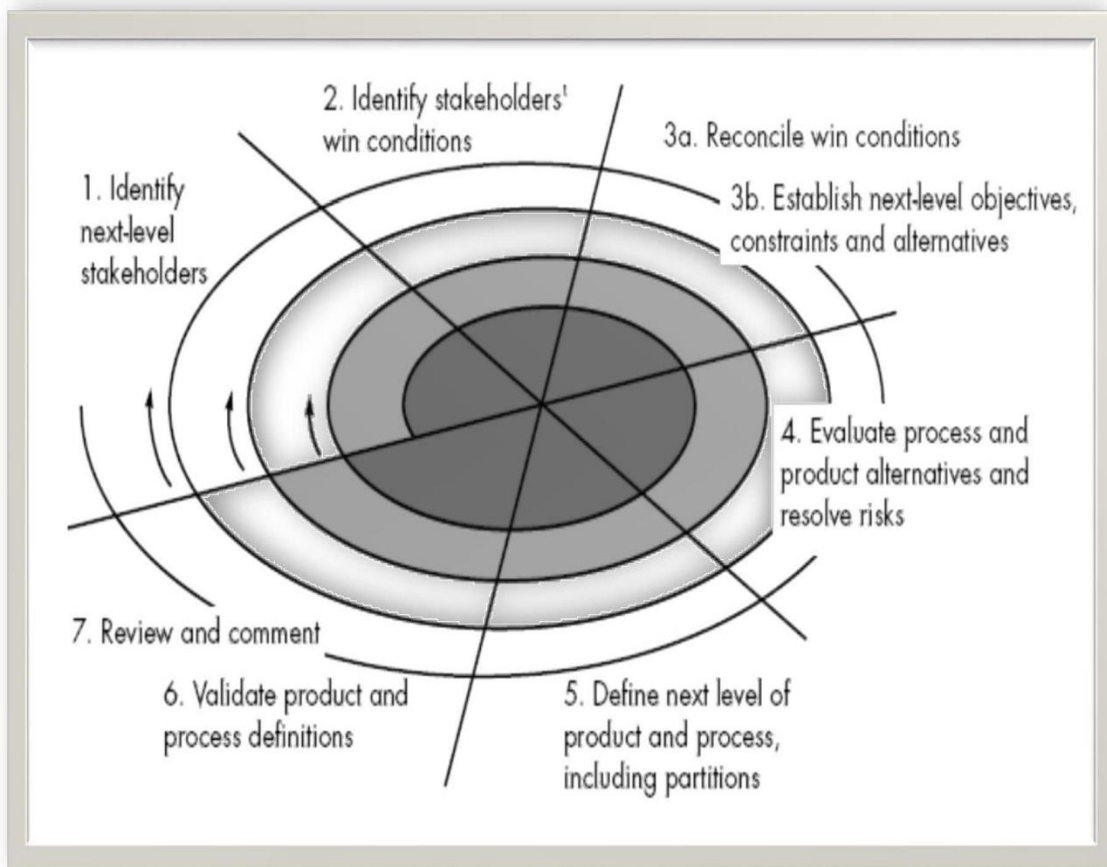 1. Identify
next-level
stakeholders
2. Identify stakeholders'
win conditions
3a. Reconcile win conditions
3b. Establish next-level objectives,
constraints and alternatives
4. Evaluate process and
product alternatives and
resolve risks
5. Define next level of
product and process,
including partitions
6. Validate product and
process definitions
7. Review and comment